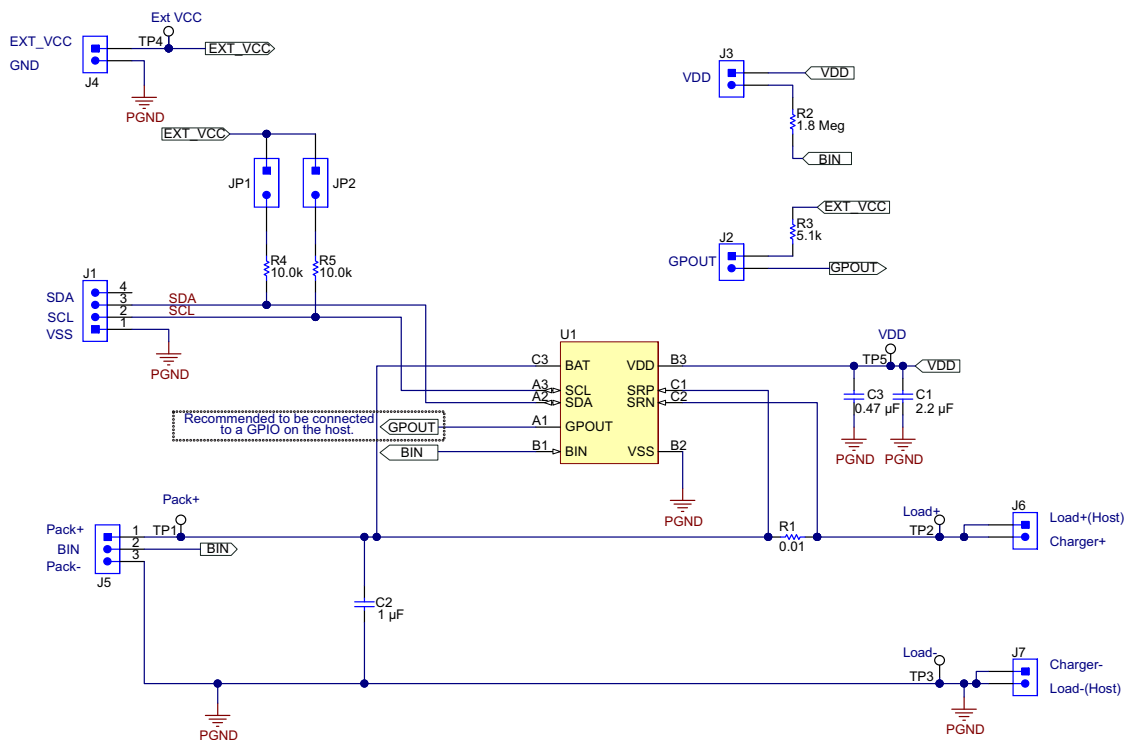 Ext VCC
EXT_VCC
TP4
EXT_VCC
GND
J4
PGND
J3
VDD
VDD
R2
1.8 Meg
BIN
EXT_VCC
JP1
JP2
EXT_VCC
R3
5.1k
J2
GPOUT
GPOUT
R4
10.0k
R5
10.0k
J1
4
SDA
3
SDA
SCL
2
SCL
VSS
1
PGND
U1
C3
BAT
VDD
B3
A3
SCL
SRP
C1
A2
SDA
SRN
C2
A1
GPOUT
B1
BIN
VSS
B2
PGND
VDD
TP5
VDD
C3
0.47 µF
C1
2.2 µF
PGND
PGND
Recommended to be connected
to a GPIO on the host.
GPOUT
BIN
Pack+
Pack+
1
TP1
BIN
2
BIN
Pack-
3
J5
R1
0.01
Load+
TP2
J6
Load+(Host)
Charger+
C2
1 µF
Load-
TP3
J7
Charger-
Load-(Host)
PGND
PGND